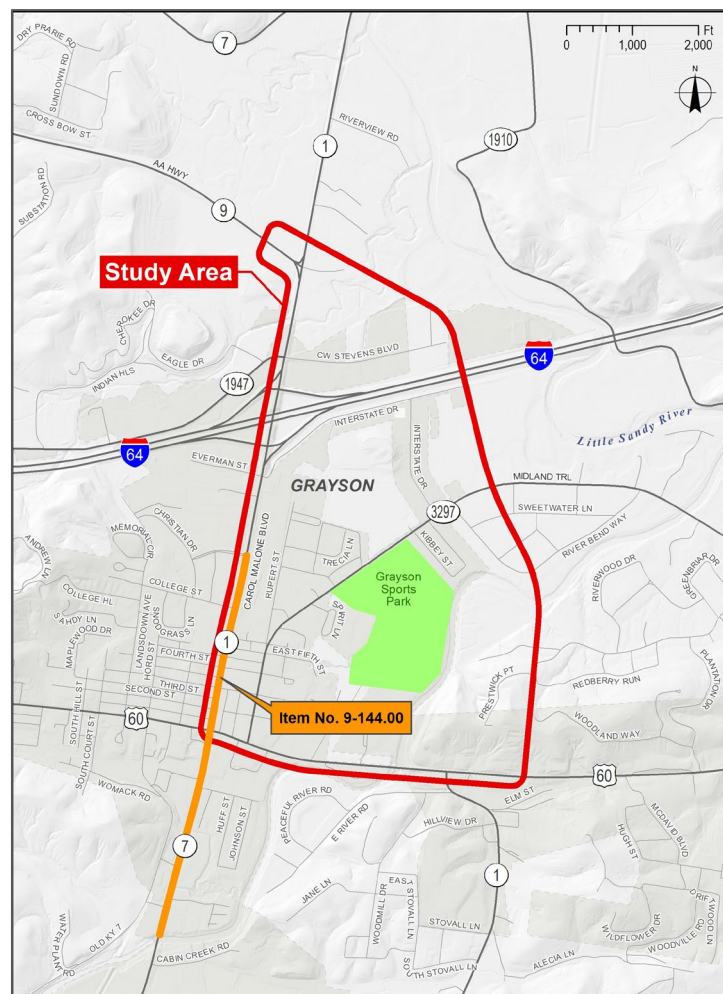 Ft
0 1,000 2,000
N
DRY PRARIE RD
SUNDOWN RD
CROSS BOW ST
SUBSTATION RD
7
AA HWY
9
1
RIVERVIEW RD
1910
Study Area
CHEROKEE DR
EAGLE DR
INDIAN HLS
1947
CW STEVENS BLVD
64
64
INTERSTATE DR
INTERSTATE DR
Little Sandy River
EVERMAN ST
GRAYSON
MIDLAND TRL
3297
SWEETWATER LN
RIVER BEND WAY
KIBBEY ST
CHRISTIAN DR
MEMORIAL CIR
ANDREW LN
CAROL MALONE BLVD
RUPERT ST
TRECIA LN
Grayson
Sports
Park
RIVERWOOD DR
GREENBRIAR DR
COLLEGE ST
COLLEGE HL
MAPLEWOOD DR
LANSDOWN AVE
HORD ST
FOURTH ST
1
EAST FIFTH ST
THIRD ST
SECOND ST
PRESTWICK PT
REDBERRY RUN
PLANTATION DR
60
SOUTH HILL ST
SOUTH COURT ST
Item No. 9-144.00
WOODLAND WAY
60
WOMACK RD
HUFF ST
JOHNSON ST
PEACEFUL RIVER RD
E RIVER RD
ELM ST
HILLVIEW DR
MCDAVID BLVD
HUGH ST
7
JANE LN
WOODMILL DR
EAST STOVALL LN
SOUTH STOVALL LN
1
STOVALL LN
DRIFTWOOD LN
WILDFLOWER DR
WOODVILLE RD
WATER PLANT RD
OLD KY 7
CABIN CREEK RD
ALECIA LN